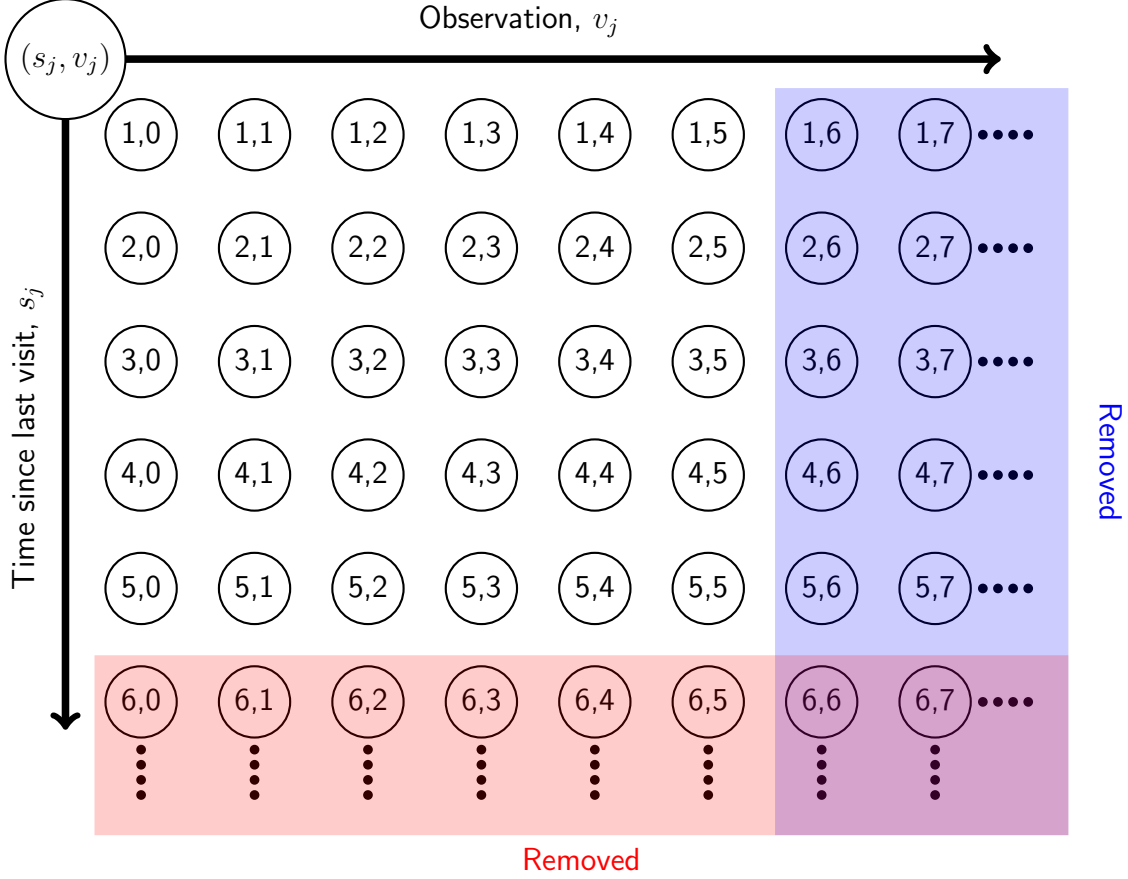 Observation, v_j
(s_j, v_j)
1,0 1,1 1,2 1,3 1,4 1,5 1,6 1,7
2,0 2,1 2,2 2,3 2,4 2,5 2,6 2,7
3,0 3,1 3,2 3,3 3,4 3,5 3,6 3,7
4,0 4,1 4,2 4,3 4,4 4,5 4,6 4,7
5,0 5,1 5,2 5,3 5,4 5,5 5,6 5,7
6,0 6,1 6,2 6,3 6,4 6,5 6,6 6,7
Time since last visit, s_j
Removed
Removed